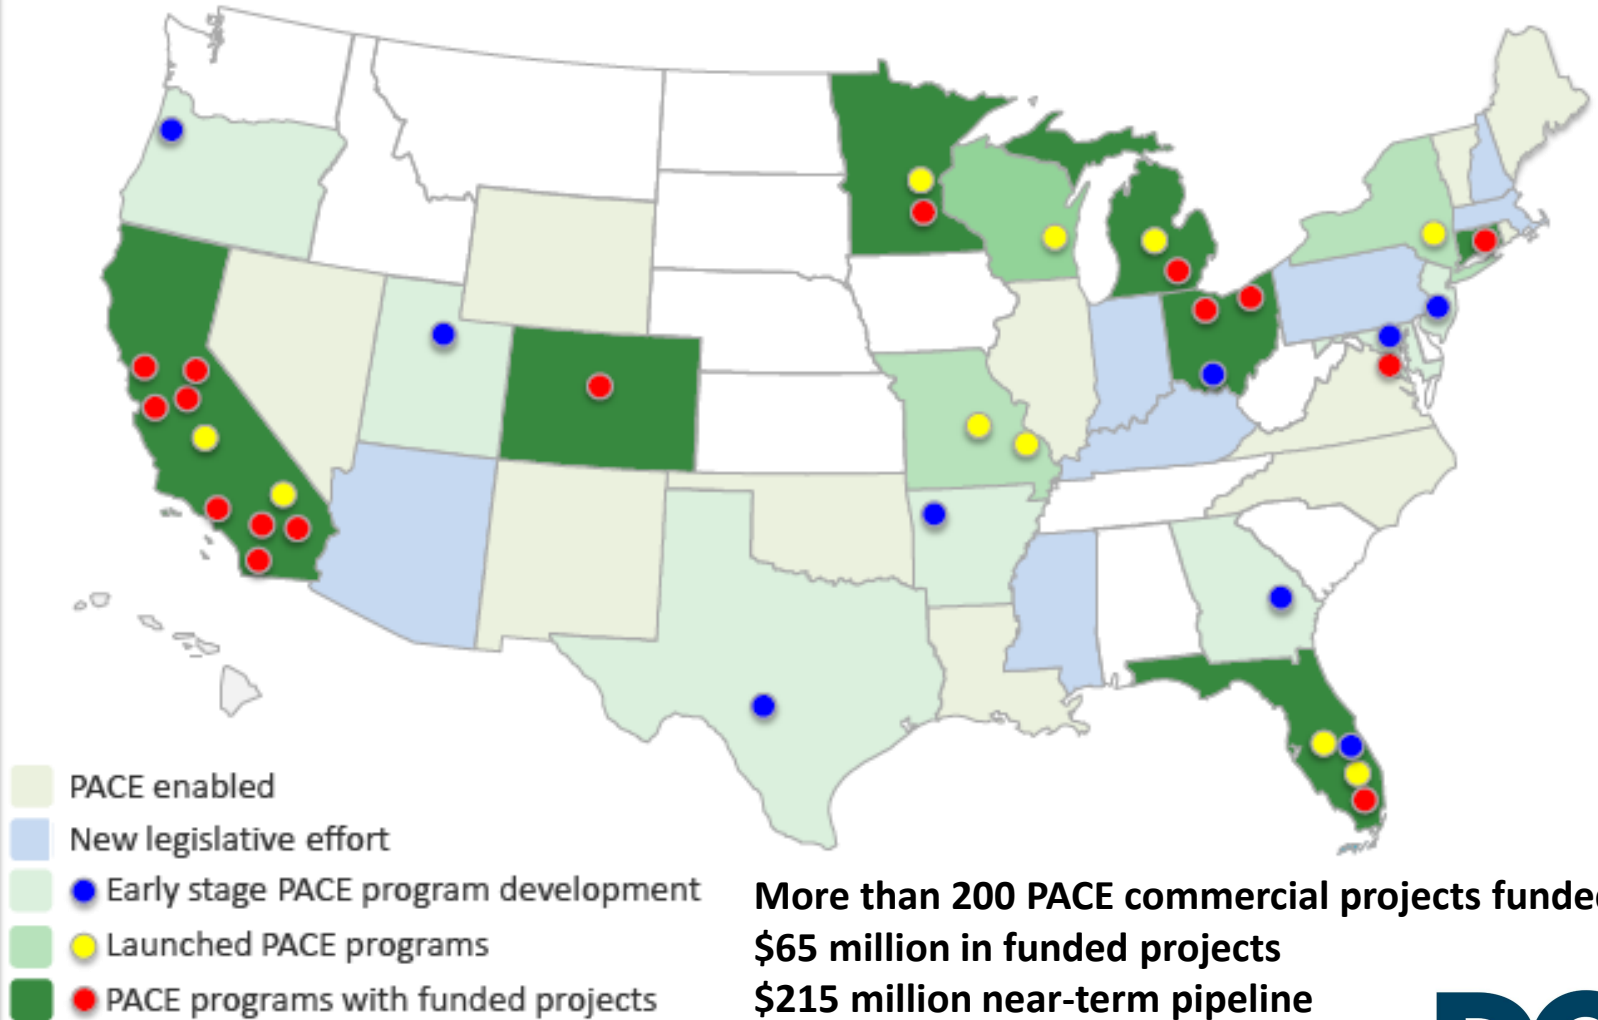 PACE enabled
New legislative effort
Early stage PACE program development
Launched PACE programs
PACE programs with funded projects
More than 200 PACE commercial projects funde
$65 million in funded projects
$215 million near-term pipeline